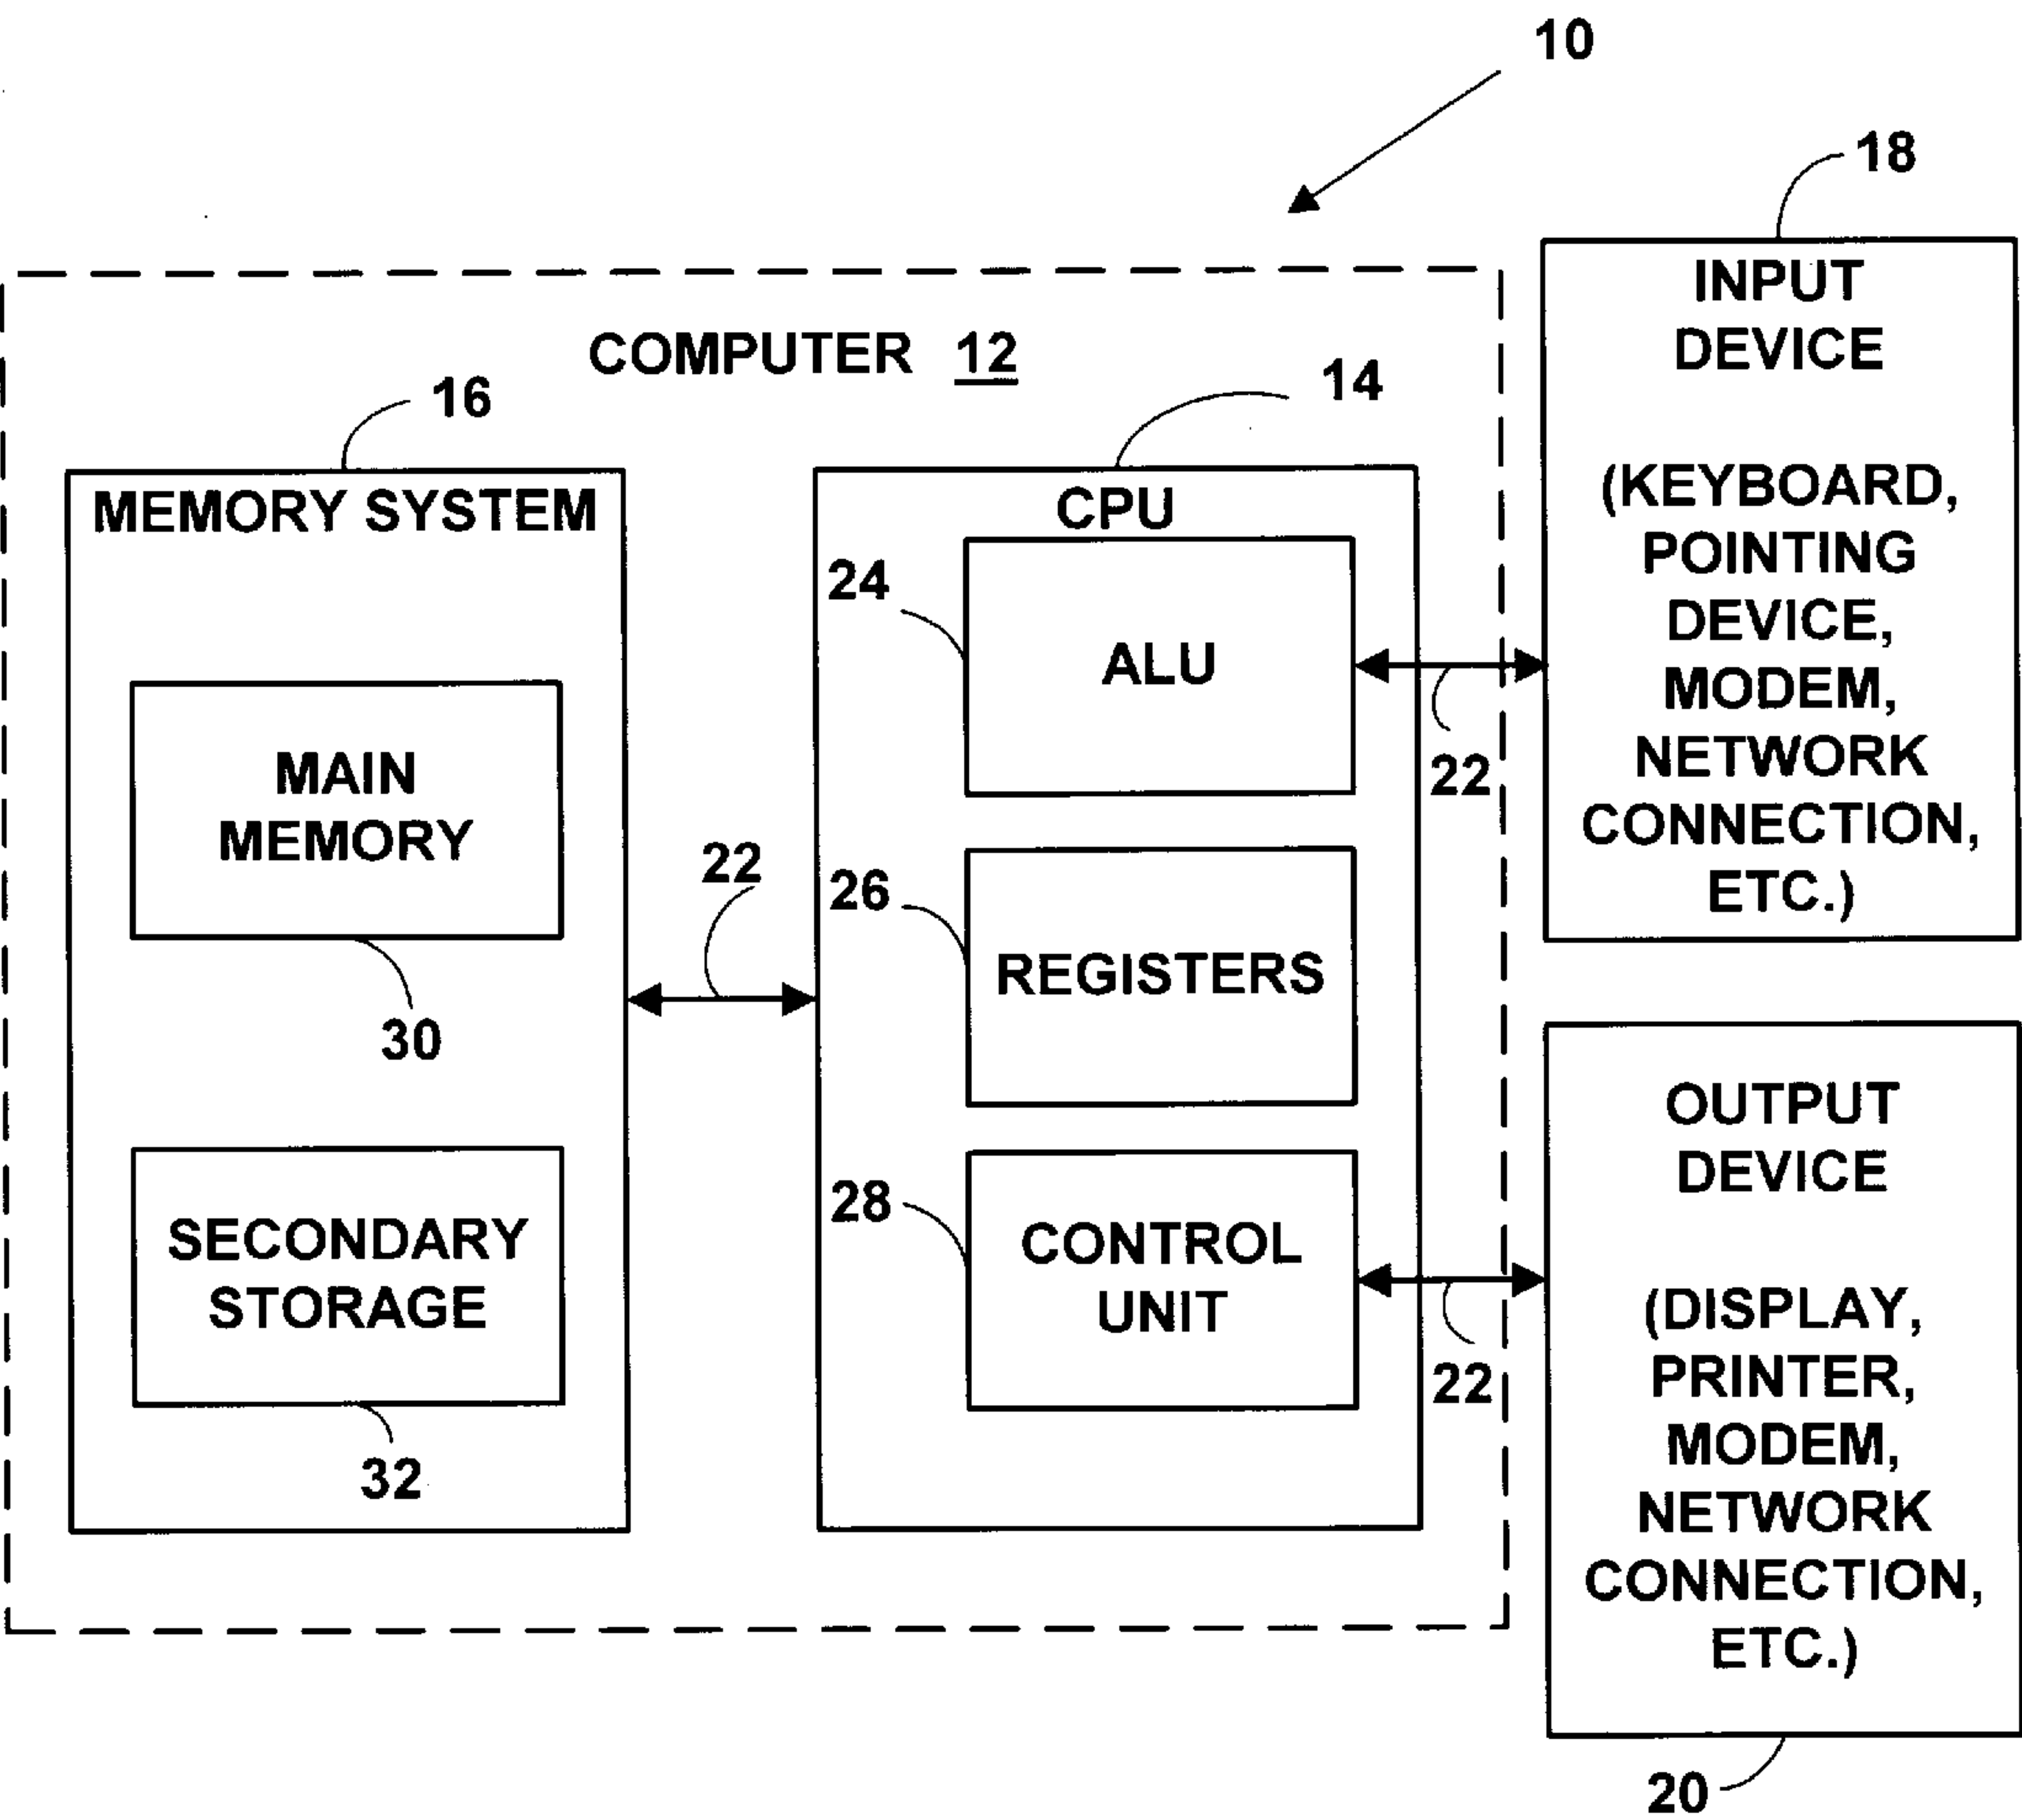 10
18
COMPUTER 12
16
14
MEMORY SYSTEM
MAIN
MEMORY
30
SECONDARY
STORAGE
32
22
CPU
24
ALU
26
REGISTERS
28
CONTROL
UNIT
22
22
INPUT
DEVICE
(KEYBOARD,
POINTING
DEVICE,
MODEM,
NETWORK
CONNECTION,
ETC.)
OUTPUT
DEVICE
(DISPLAY,
PRINTER,
MODEM,
NETWORK
CONNECTION,
ETC.)
20